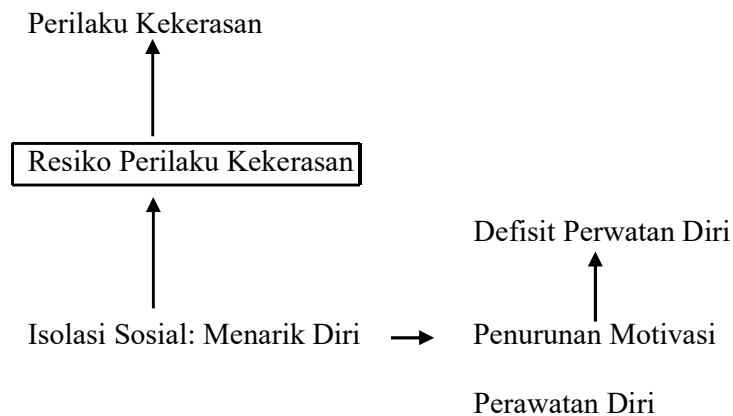 Perilaku Kekerasan
Resiko Perilaku Kekerasan
Defisit Perwatan Diri
Isolasi Sosial: Menarik Diri
Penurunan Motivasi
Perawatan Diri